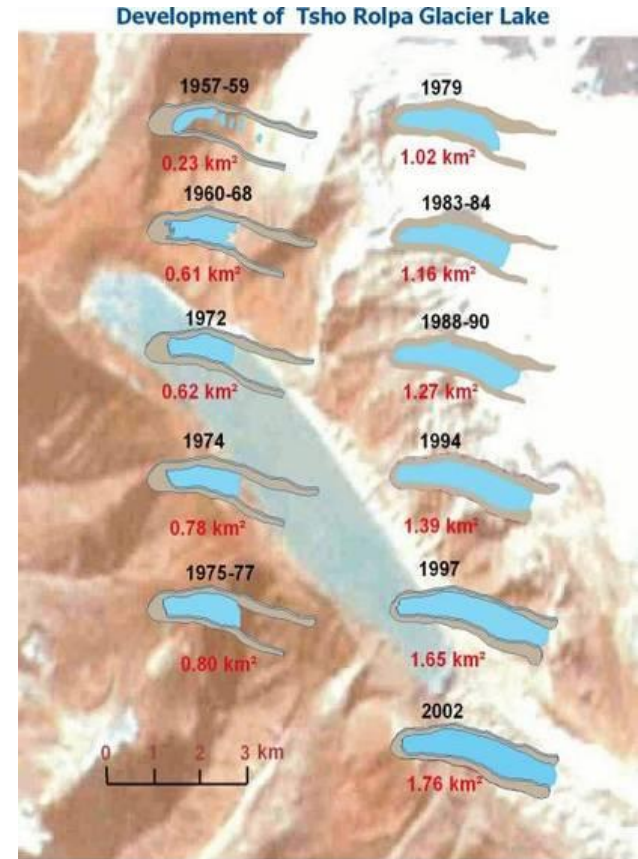 Development of Tsho Rolpa Glacier Lake
1957-59
0.23 km²
1960-68
0.61 km²
1972
0.62 km²
1974
0.78 km²
1975-77
0.80 km²
1979
1.02 km²
1983-84
1.16 km²
1988-90
1.27 km²
1994
1.39 km²
1997
1.65 km²
2002
1.76 km²
0 1 2 3 km